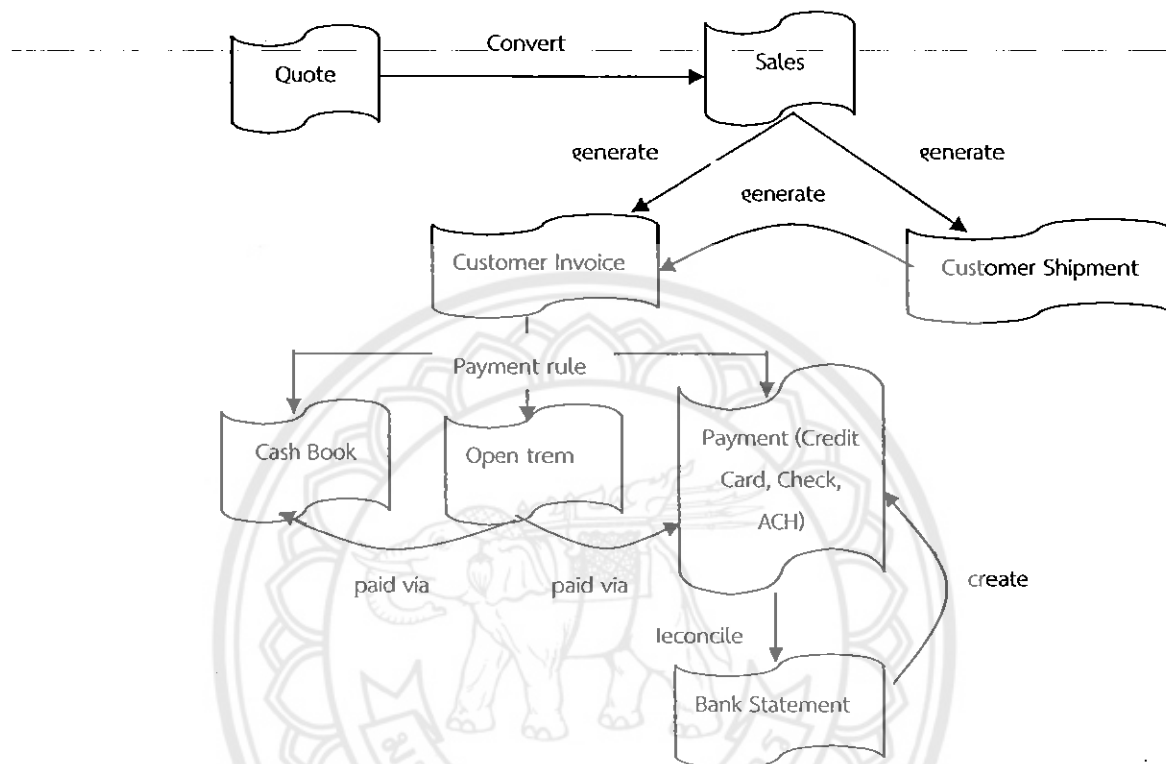 Convert
Quote
Sales
generate
generate
generate
Customer Invoice
Customer Shipment
Payment rule
Cash Book
Open trem
Payment (Credit
Card, Check,
ACH)
paid via
paid via
create
leconcile
Bank Statement